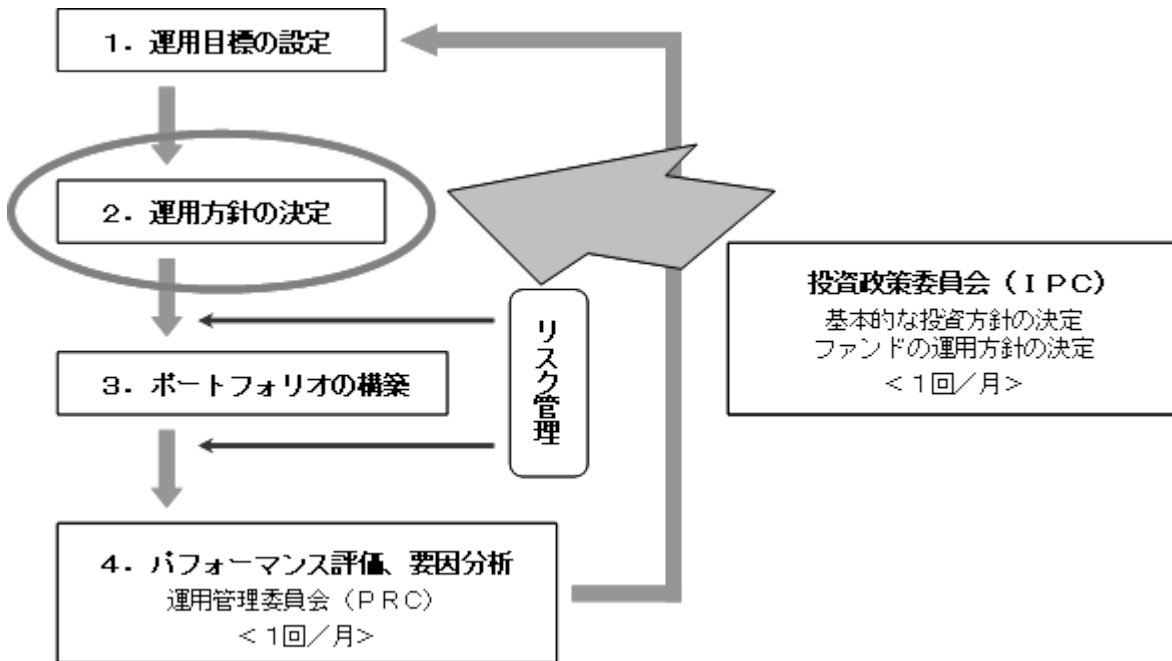 １．運用目標の設定
２．運用方針の決定
３．ポートフォリオの構築
リスク管理
４．パフォーマンス評価、要因分析
運用管理委員会（ＰＲＣ）
＜１回／月＞
投資政策委員会（ＩＰＣ）
基本的な投資方針の決定
ファンドの運用方針の決定
＜１回／月＞